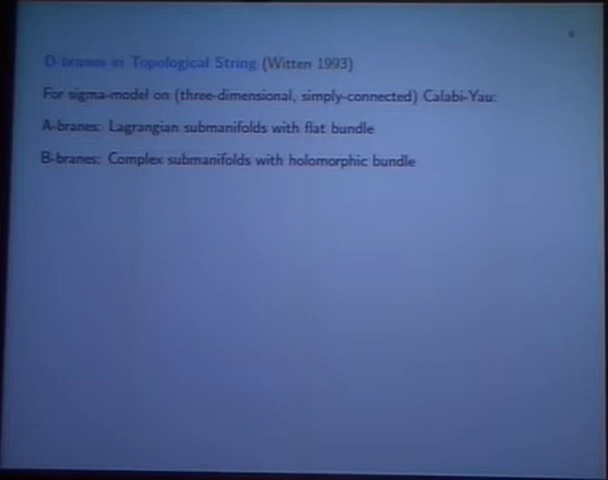 D-branes in Topological String (Witten 1993)
For sigma-model on (three-dimensional, simply-connected) Calabi-Yau:
A-branes: Lagrangian submanifolds with flat bundle
B-branes: Complex submanifolds with holomorphic bundle